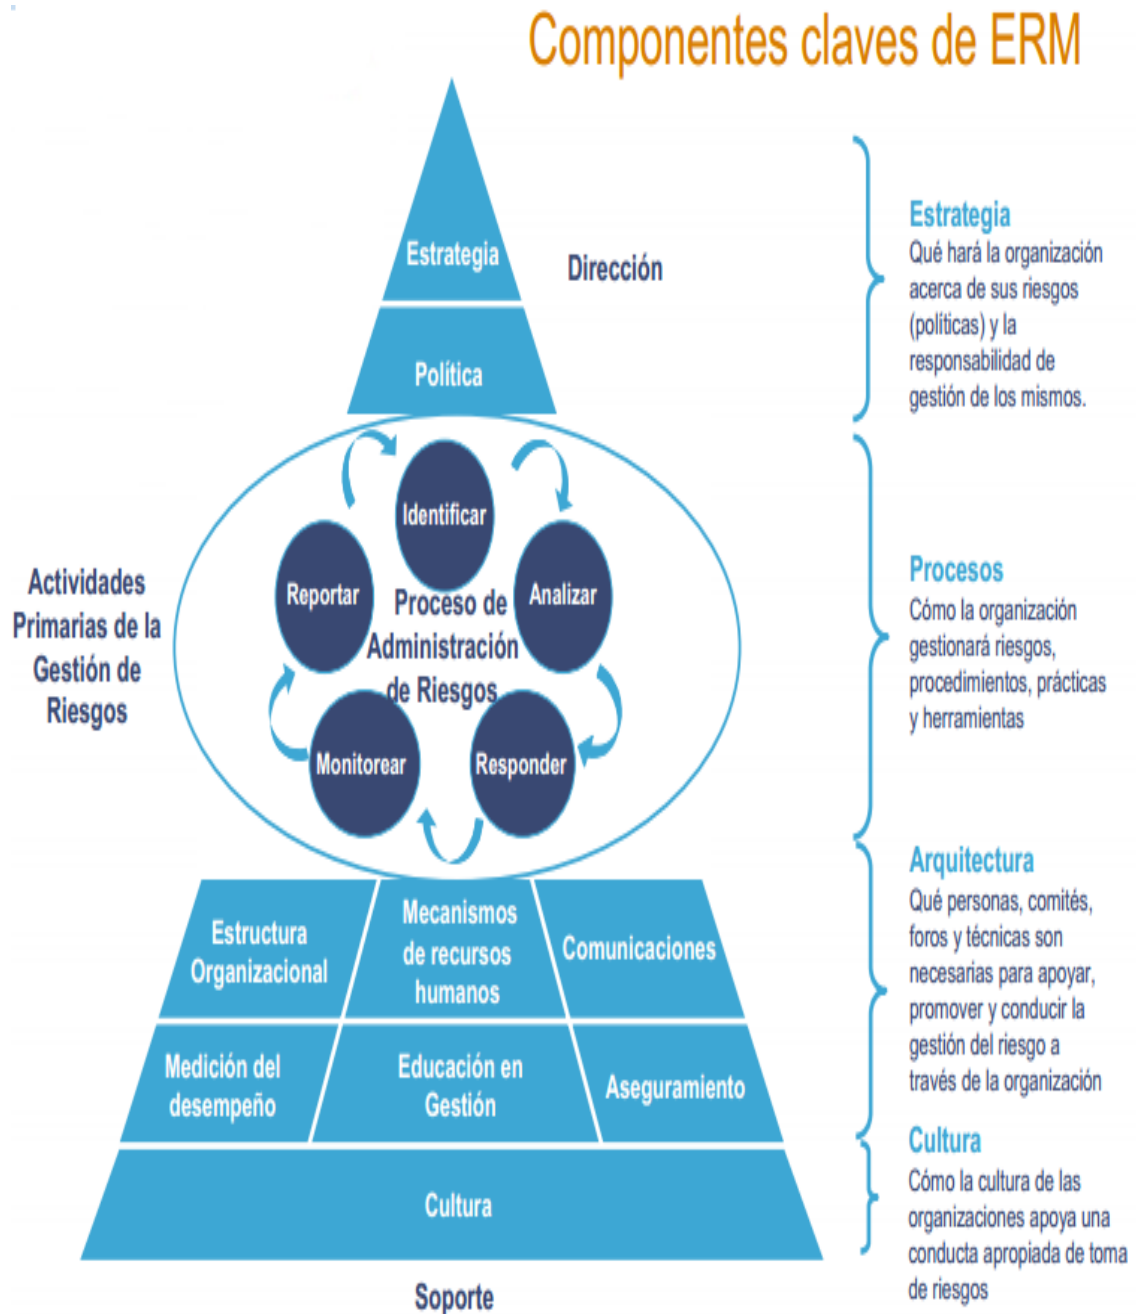 Componentes claves de ERM
Estrategia
Dirección
Política
Estrategia
Qué hará la organización
acerca de sus riesgos
(políticas) y la
responsabilidad de
gestión de los mismos.
Actividades
Primarias de la
Gestión de
Riesgos
Identificar
Analizar
Responder
Monitorear
Reportar
Proceso de
Administración
de Riesgos
Procesos
Cómo la organización
gestionará riesgos,
procedimientos, prácticas
y herramientas
Estructura
Organizacional
Mecanismos
de recursos
humanos
Comunicaciones
Medición del
desempeño
Educación en
Gestión
Aseguramiento
Arquitectura
Qué personas, comités,
foros y técnicas son
necesarias para apoyar,
promover y conducir la
gestión del riesgo a
través de la organización
Cultura
Cultura
Cómo la cultura de las
organizaciones apoya una
conducta apropiada de toma
de riesgos
Soporte